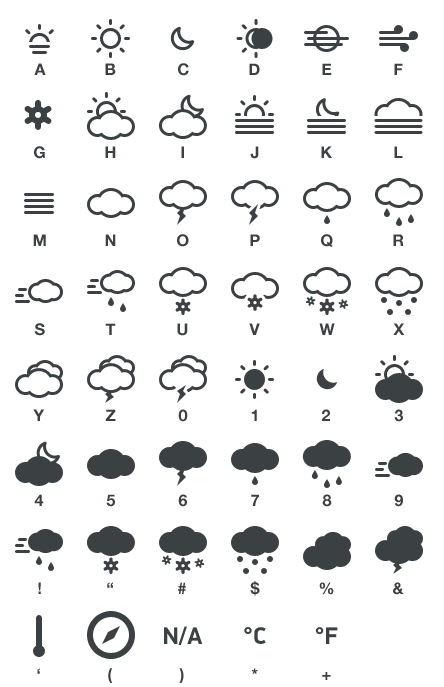 A B C D E F
G H I J K L
M N O P Q R
S T U V W X
Y Z 0 1 2 3
4 5 6 7 8 9
! “ # $ % &
N/A °C °F
‘ ( ) * +